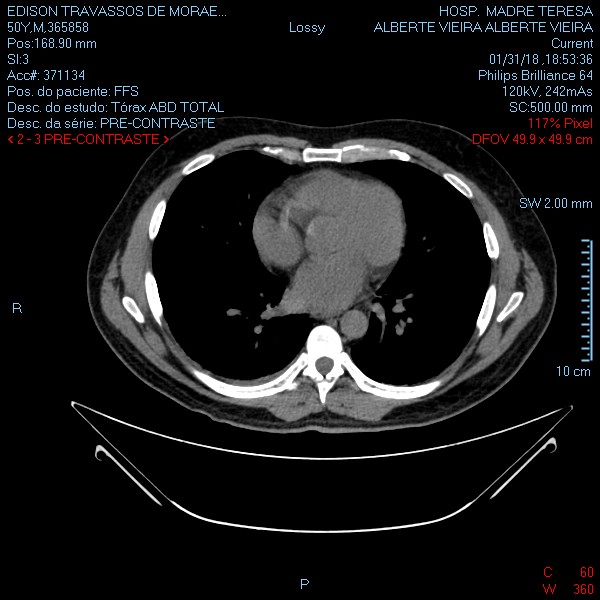 EDISON TRAVASSOS DE MORAE...
50Y,M,365858
Pos:168.90 mm
SI:3
Acc#: 371134
Pos. do paciente: FFS
Desc. do estudo: Tórax ABD TOTAL
Desc. da série: PRE-CONTRASTE
< 2 - 3 PRE-CONTRASTE >
Lossy
HOSP. MADRE TERESA
ALBERTE VIEIRA ALBERTE VIEIRA
Current
01/31/18 ,18:53:36
Philips Brilliance 64
120kV, 242mAs
SC:500.00 mm
117% Pixel
DFOV 49.9 x 49.9 cm
SW 2.00 mm
R
10 cm
P
C 60
W 360